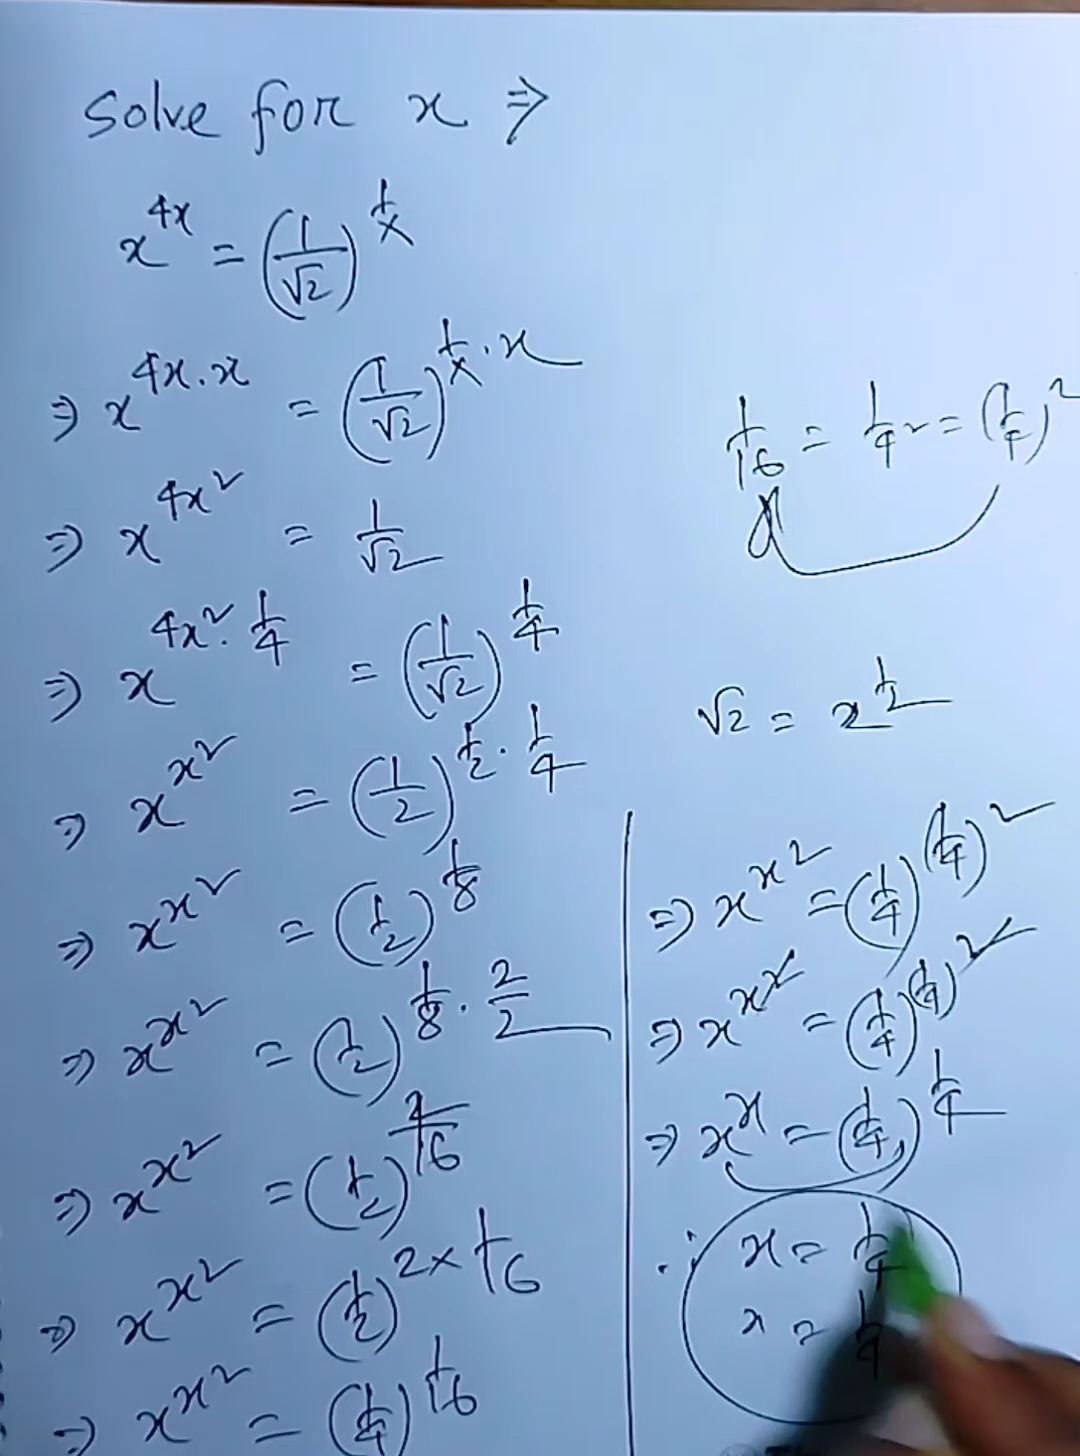 Solve for x ⇒
x^{4x} = (1/√2)^{1/x}
⇒ x^{4x·x} = (1/√2)^{1/x·x}
⇒ x^{4x²} = 1/√2
⇒ x^{4x²·1/4} = (1/√2)^{1/4}
⇒ x^{x²} = (1/2)^{1/2·1/4}
⇒ x^{x²} = (1/2)^{1/8}
⇒ x^{x²} = (1/2)^{1/8·2/2}
⇒ x^{x²} = (1/2)^{2/16}
⇒ x^{x²} = (1/2)^{2×1/16}
⇒ x^{x²} = (1/4)^{1/16}
1/16 = 1/4² = (1/4)²
√2 = x^{1/2}
⇒ x^{x²} = (1/4)^{(1/4)²}
⇒ x^{x²} = (1/4)^{(1/4)²}
⇒ x^x = (1/4)^{1/4}
∴ x = 1/4
x = 1/4